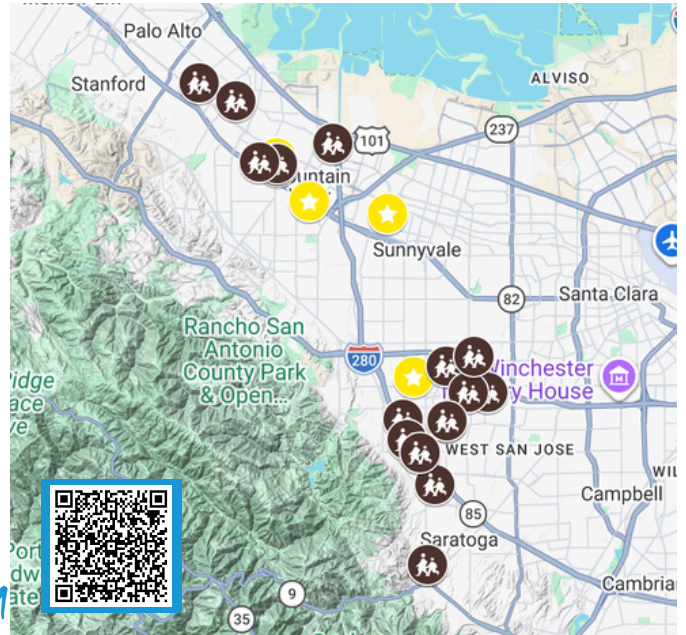 Palo Alto
Stanford
ALVISO
237
101
Sunnyvale
82
Santa Clara
Rancho San
Antonio
County Park
& Open...
280
Winchester
House
WEST SAN JOSE
Campbell
85
Saratoga
9
35